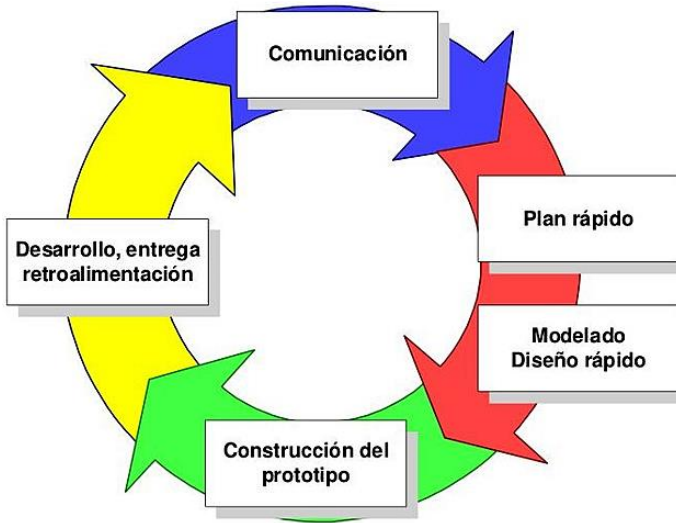 Comunicación
Plan rápido
Modelado
Diseño rápido
Construcción del
prototipo
Desarrollo, entrega
retroalimentación